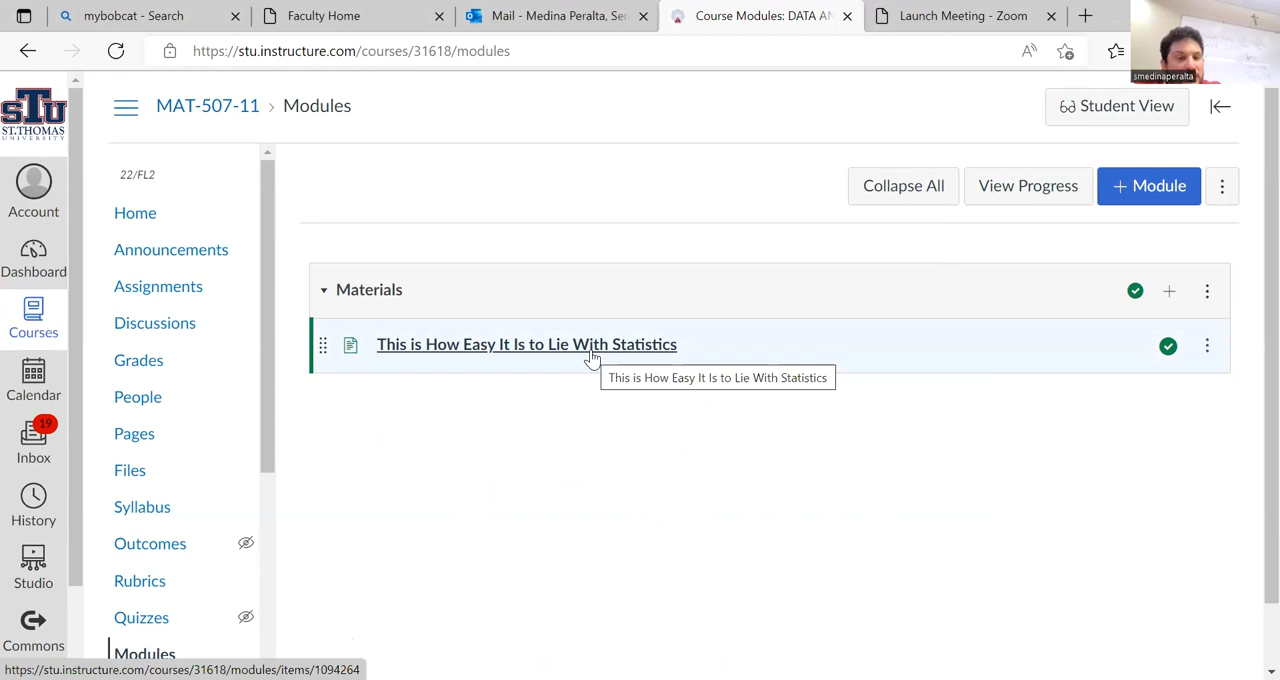 mybobcat - Search
Faculty Home
Mail - Medina Peralta, Ser
Course Modules: DATA AN
Launch Meeting - Zoom
https://stu.instructure.com/courses/31618/modules
smedinaperalta
STU
ST.THOMAS
UNIVERSITY
MAT-507-11 > Modules
Student View
Account
Dashboard
Courses
Calendar
19
Inbox
History
Studio
Commons
22/FL2
Home
Announcements
Assignments
Discussions
Grades
People
Pages
Files
Syllabus
Outcomes
Rubrics
Quizzes
Modules
Collapse All
View Progress
+ Module
Materials
This is How Easy It Is to Lie With Statistics
This is How Easy It Is to Lie With Statistics
https://stu.instructure.com/courses/31618/modules/items/1094264